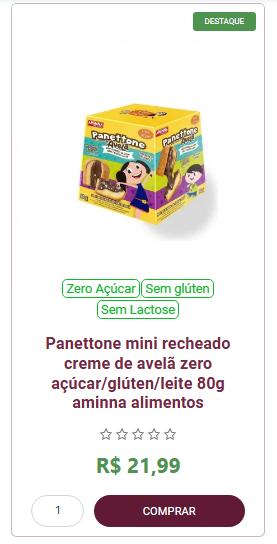 DESTAQUE
Panettone
Avelã
Zero Açúcar
Sem glúten
Sem Lactose
Panettone mini recheado
creme de avelã zero
açúcar/glúten/leite 80g
aminna alimentos
R$ 21,99
1
COMPRAR